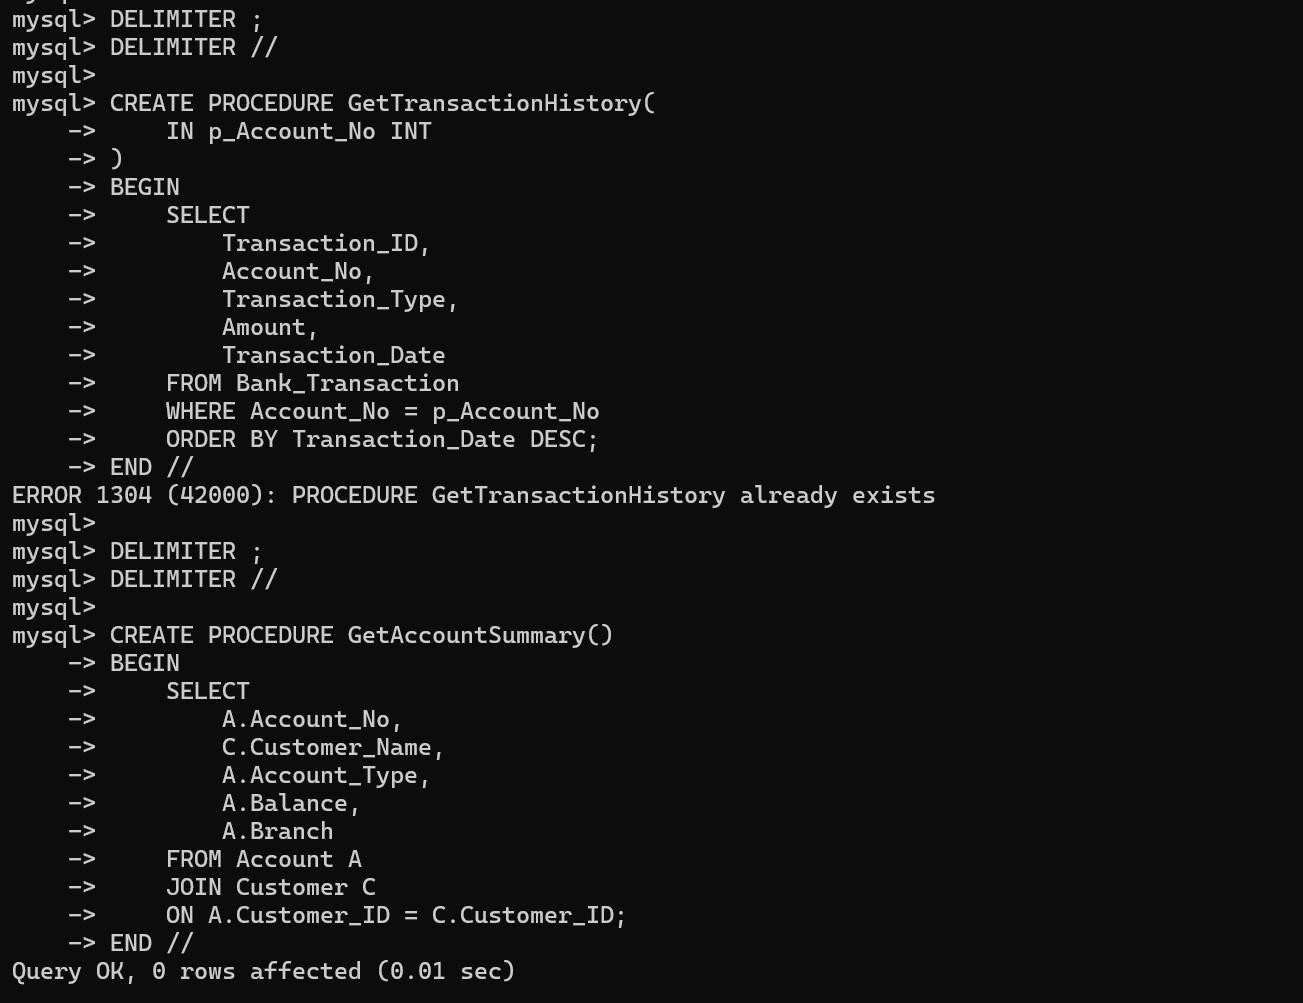 mysql> DELIMITER ;
mysql> DELIMITER //
mysql>
mysql> CREATE PROCEDURE GetTransactionHistory(
    ->     IN p_Account_No INT
    -> )
    -> BEGIN
    ->     SELECT
    ->         Transaction_ID,
    ->         Account_No,
    ->         Transaction_Type,
    ->         Amount,
    ->         Transaction_Date
    ->     FROM Bank_Transaction
    ->     WHERE Account_No = p_Account_No
    ->     ORDER BY Transaction_Date DESC;
    -> END //
ERROR 1304 (42000): PROCEDURE GetTransactionHistory already exists
mysql>
mysql> DELIMITER ;
mysql> DELIMITER //
mysql>
mysql> CREATE PROCEDURE GetAccountSummary()
    -> BEGIN
    ->     SELECT
    ->         A.Account_No,
    ->         C.Customer_Name,
    ->         A.Account_Type,
    ->         A.Balance,
    ->         A.Branch
    ->     FROM Account A
    ->     JOIN Customer C
    ->     ON A.Customer_ID = C.Customer_ID;
    -> END //
Query OK, 0 rows affected (0.01 sec)